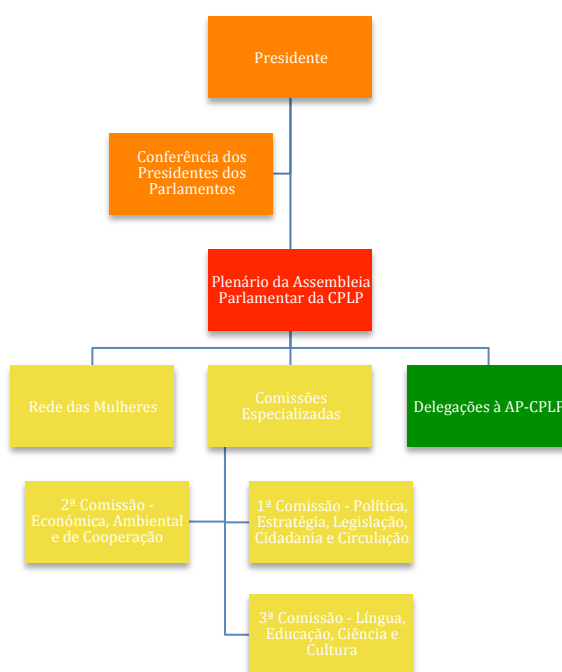 Presidente
Conferência dos
Presidentes dos
Parlamentos
Plenário da Assembleia
Parlamentar da CPLP
Rede das Mulheres
Comissões
Especializadas
Delegações à AP-CPLP
2ª Comissão -
Económica, Ambiental
e de Cooperação
1ª Comissão - Política,
Estratégia, Legislação,
Cidadania e Circulação
3ª Comissão - Língua,
Educação, Ciência e
Cultura